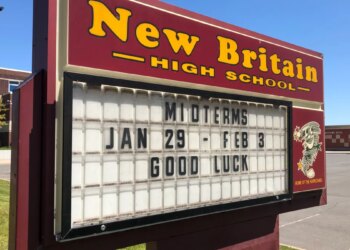 New Britain
HIGH SCHOOL
MIDTERMS
JAN 29 - FEB 3
GOOD LUCK